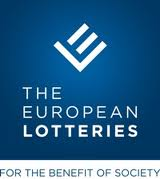 THE
EUROPEAN
LOTTERIES
FOR THE BENEFIT OF SOCIETY